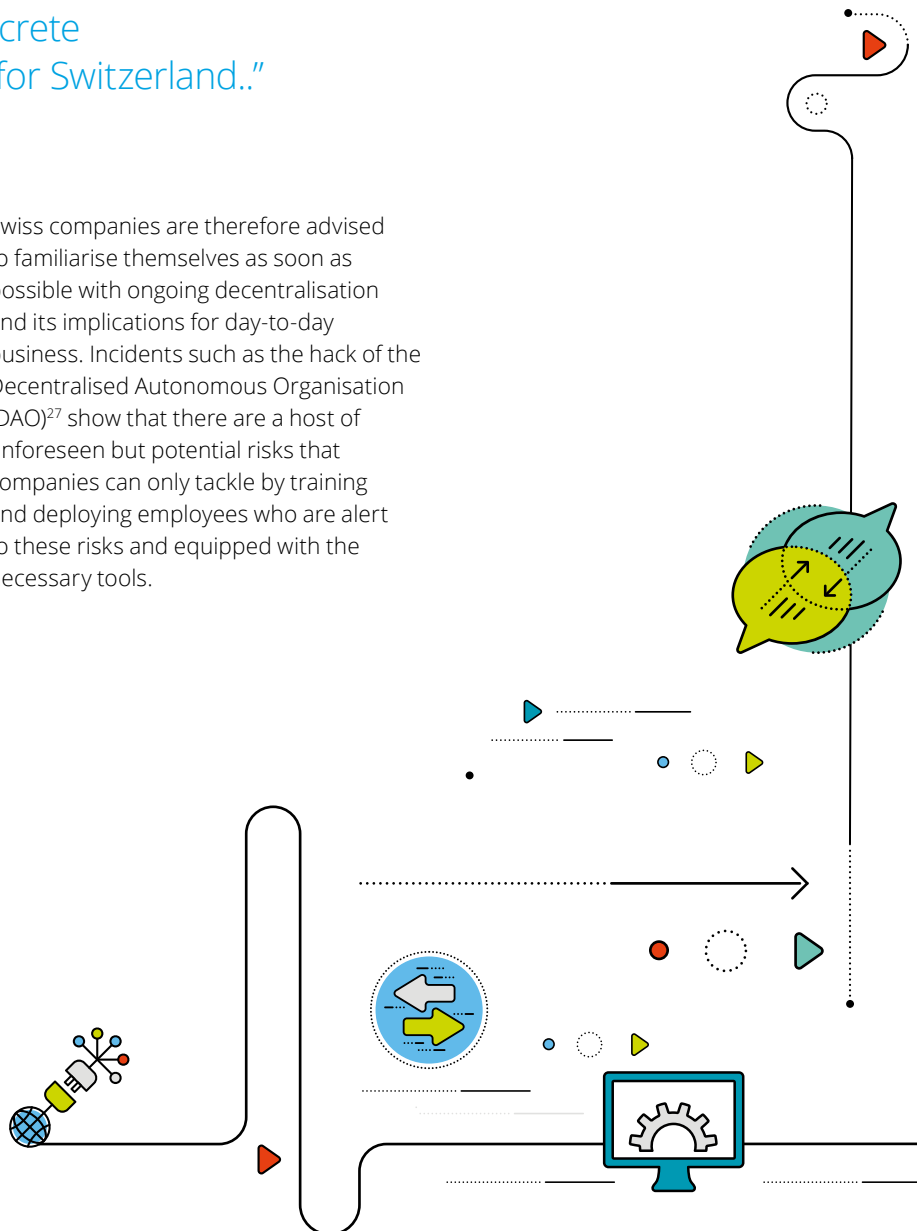 crete
for Switzerland..”
wiss companies are therefore advised
o familiarise themselves as soon as
ossible with ongoing decentralisation
nd its implications for day-to-day
usiness. Incidents such as the hack of the
Decentralised Autonomous Organisation
DAO)27 show that there are a host of
nforeseen but potential risks that
ompanies can only tackle by training
nd deploying employees who are alert
o these risks and equipped with the
ecessary tools.